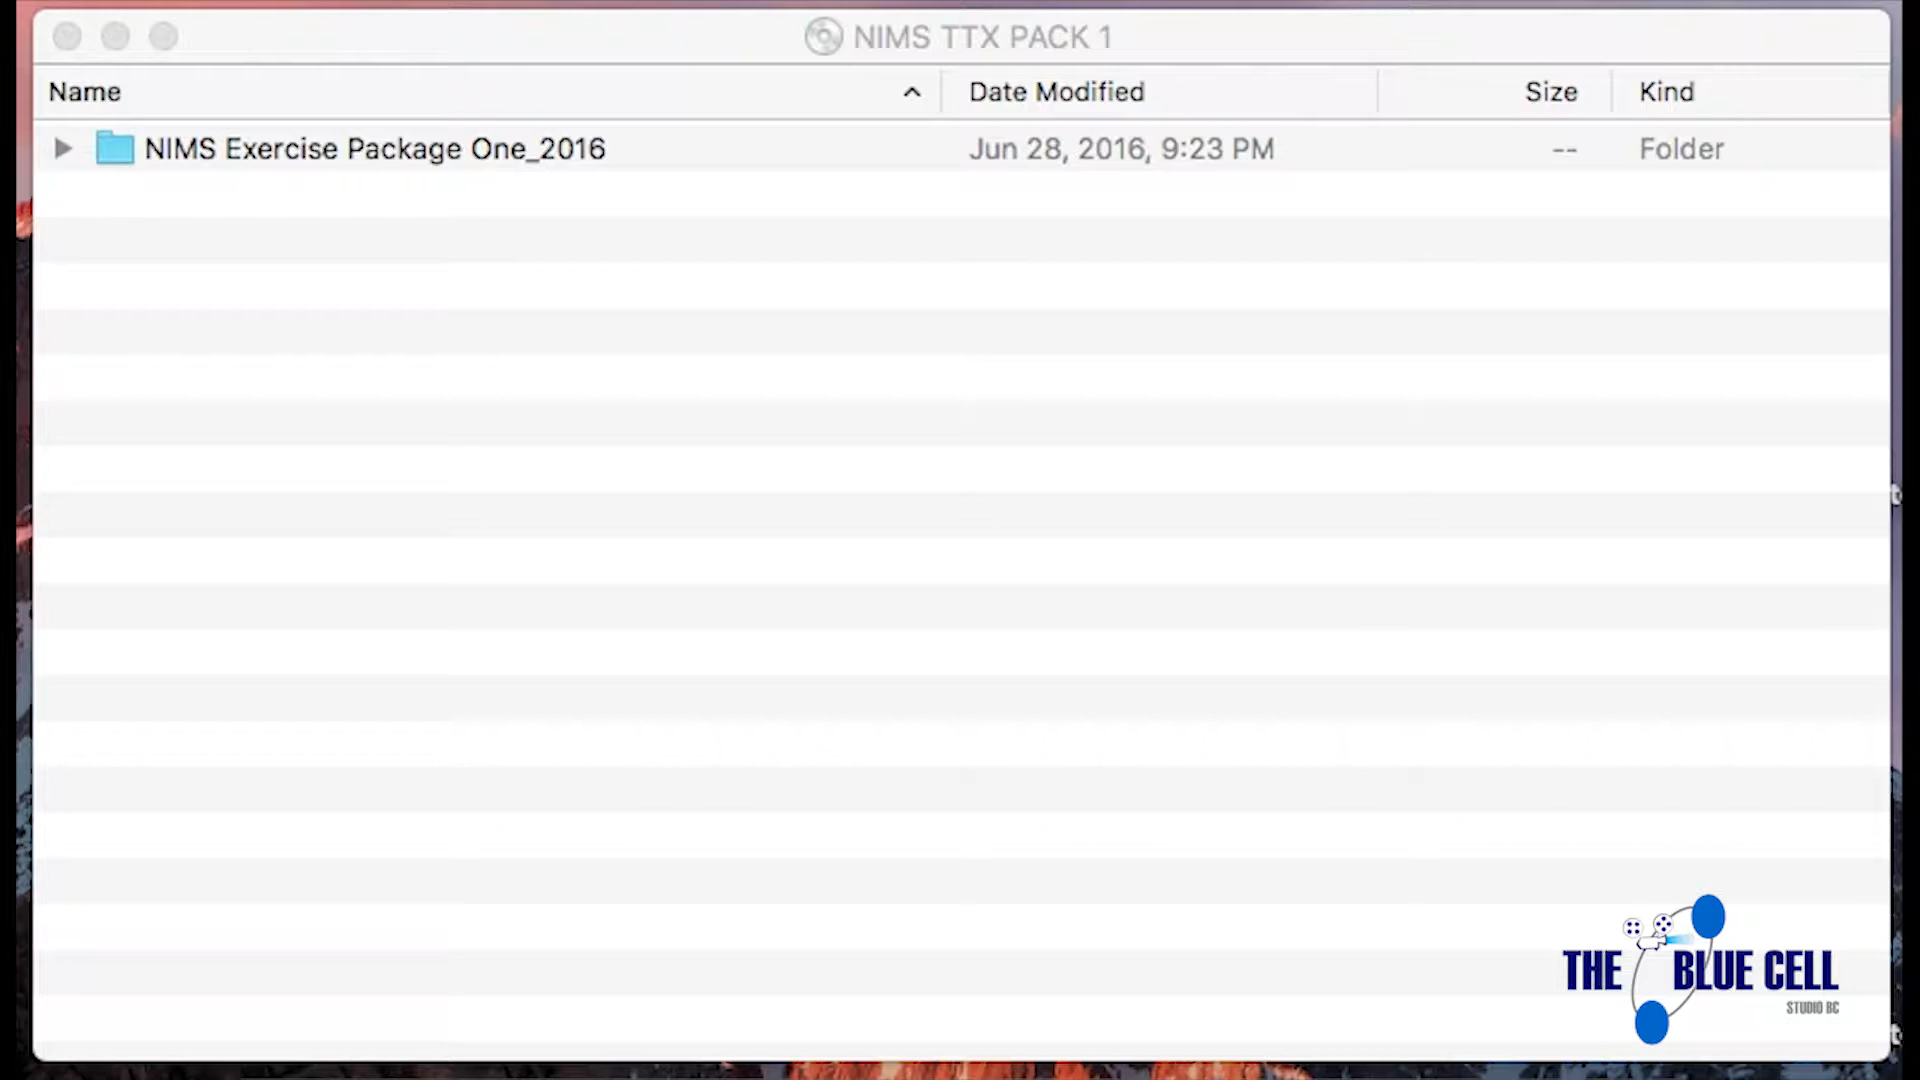 NIMS TTX PACK 1
Name Date Modified Size Kind
NIMS Exercise Package One_2016 Jun 28, 2016, 9:23 PM -- Folder
THE BLUE CELL
STUDIO BC